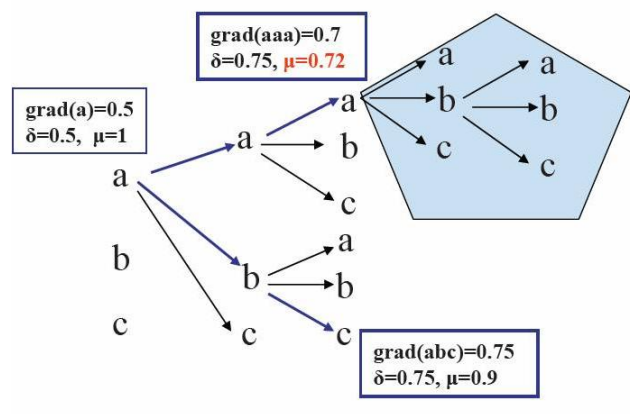 grad(aaa)=0.7
δ=0.75, μ=0.72
grad(a)=0.5
δ=0.5, μ=1
a
b
c
a
b
c
a
b
c
a
b
c
a
b
c
a
b
c
grad(abc)=0.75
δ=0.75, μ=0.9